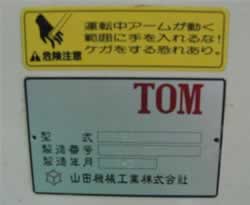 運転中アームが動く
範囲に手を入れるな!
ケガをする恐れあり。
⚠危険注意
TOM
型式
製造番号
製造年月
山田機械工業株式会社